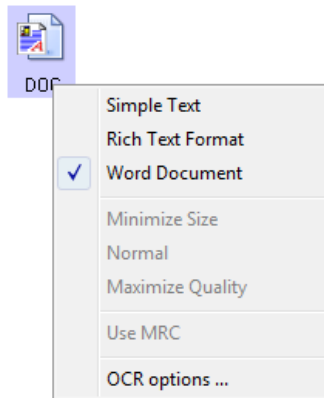 DOC
Simple Text
Rich Text Format
Word Document
Minimize Size
Normal
Maximize Quality
Use MRC
OCR options ...